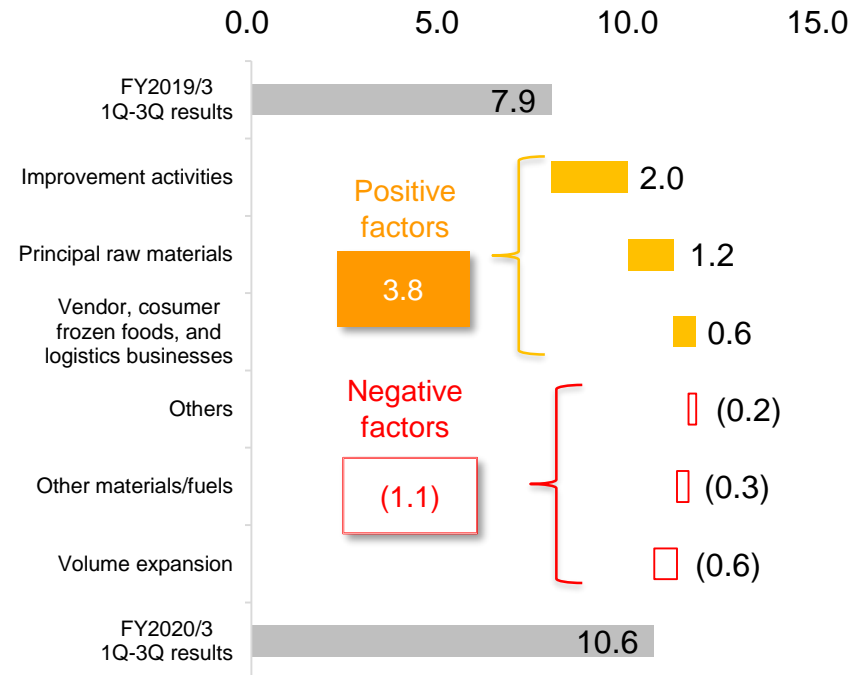 0.0 5.0 10.0 15.0
FY2019/3
1Q-3Q results
7.9
Improvement activities
2.0
Positive
factors
Principal raw materials
1.2
3.8
Vendor, cosumer
frozen foods, and
logistics businesses
0.6
Negative
factors
Others
(0.2)
Other materials/fuels
(0.3)
(1.1)
Volume expansion
(0.6)
FY2020/3
1Q-3Q results
10.6